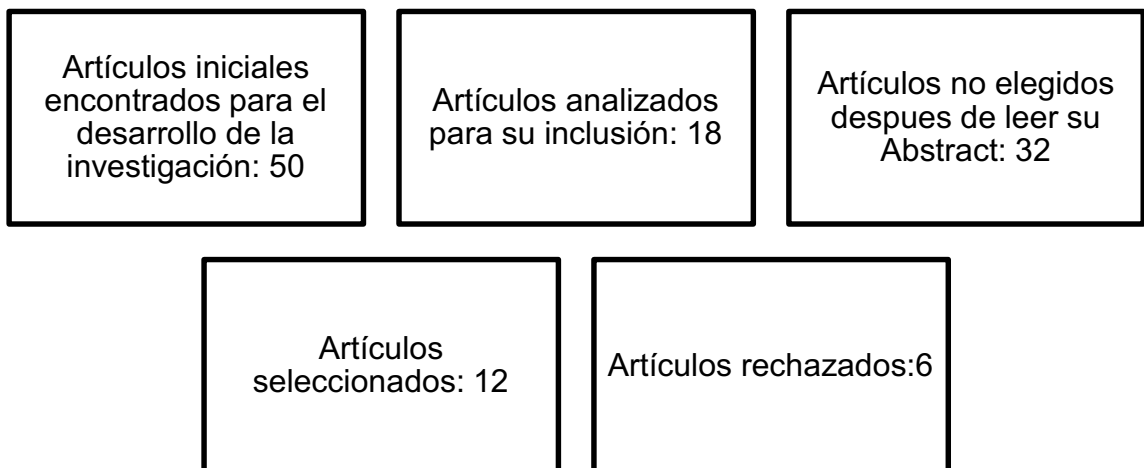 Artículos iniciales
encontrados para el
desarrollo de la
investigación: 50
Artículos analizados
para su inclusión: 18
Artículos no elegidos
despues de leer su
Abstract: 32
Artículos
seleccionados: 12
Artículos rechazados:6